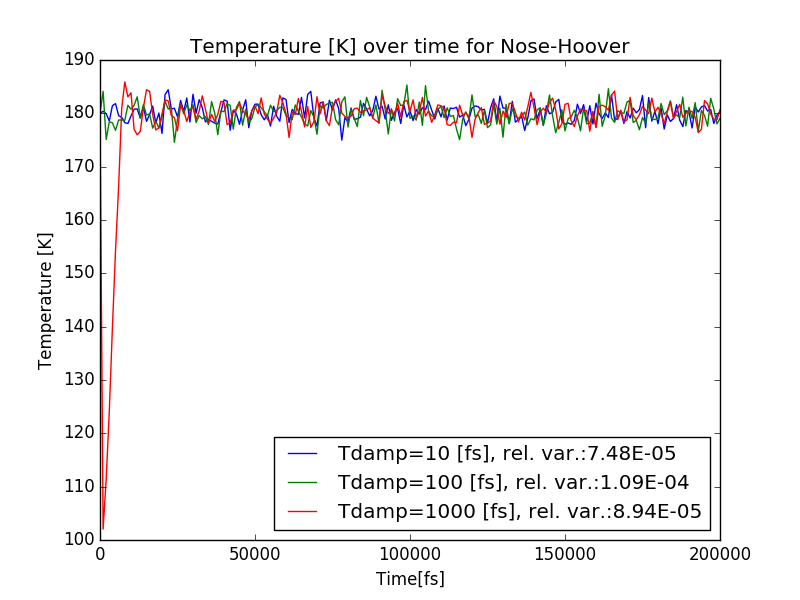 Temperature [K] over time for Nose-Hoover
190
180
170
160
150
140
130
120
110
100
Temperature [K]
Tdamp=10 [fs], rel. var.:7.48E-05
Tdamp=100 [fs], rel. var.:1.09E-04
Tdamp=1000 [fs], rel. var.:8.94E-05
0 50000 100000 150000 200000
Time[fs]